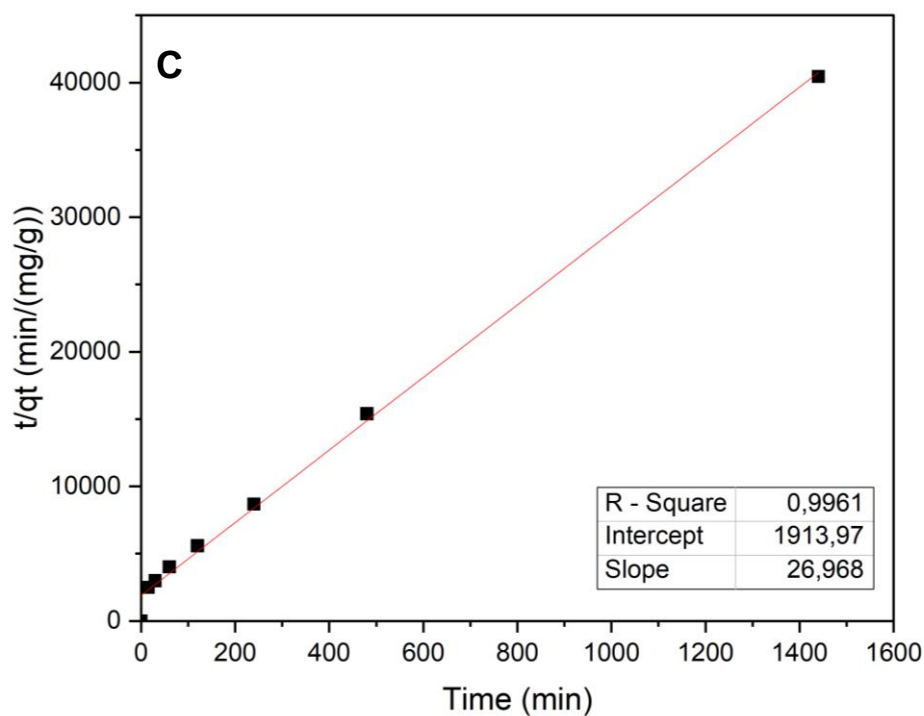 C
t/qt (min/(mg/g))
40000
30000
20000
10000
0
0 200 400 600 800 1000 1200 1400 1600
Time (min)
R - Square 0,9961
Intercept 1913,97
Slope 26,968